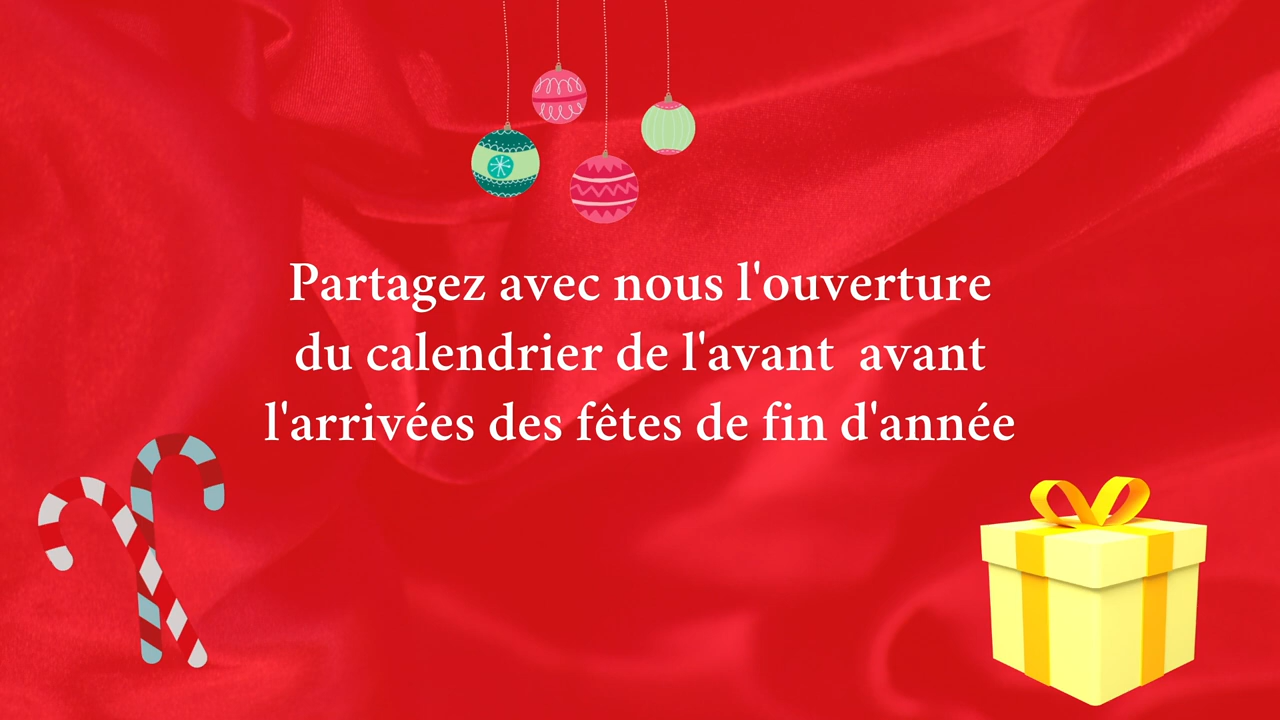 Partagez avec nous l'ouverture
du calendrier de l'avant  avant
l'arrivées des fêtes de fin d'année